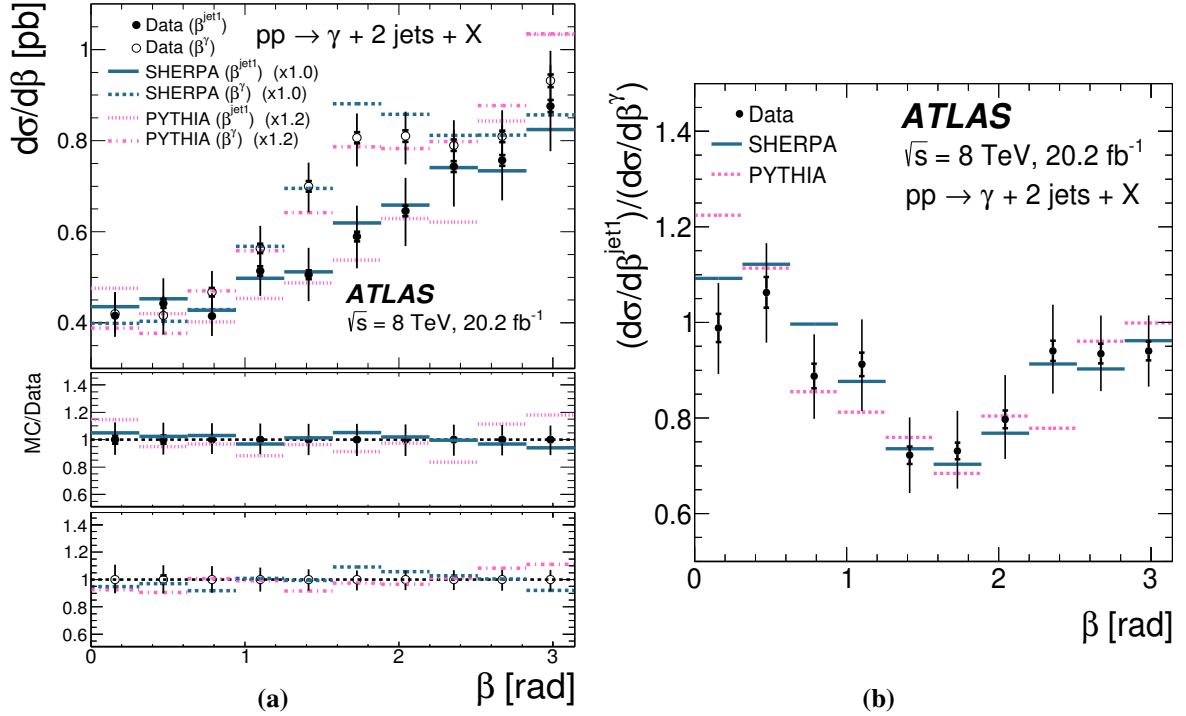 dσ/dβ [pb]
Data (β^jet1)
Data (β^γ)
SHERPA (β^jet1) (x1.0)
SHERPA (β^γ) (x1.0)
PYTHIA (β^jet1) (x1.2)
PYTHIA (β^γ) (x1.2)
pp → γ + 2 jets + X
ATLAS
√s = 8 TeV, 20.2 fb^-1
1
0.8
0.6
0.4
MC/Data
1.4
1.2
1
0.8
0.6
1.4
1.2
1
0.8
0.6
0 1 2 3
β [rad]
(a)
(dσ/dβ^jet1)/(dσ/dβ^γ)
Data
SHERPA
PYTHIA
ATLAS
√s = 8 TeV, 20.2 fb^-1
pp → γ + 2 jets + X
1.4
1.2
1
0.8
0.6
0 1 2 3
β [rad]
(b)